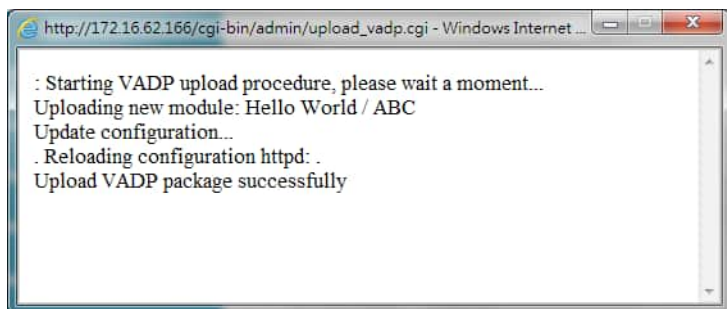 http://172.16.62.166/cgi-bin/admin/upload_vadp.cgi - Windows Internet ...
: Starting VADP upload procedure, please wait a moment...
Uploading new module: Hello World / ABC
Update configuration...
. Reloading configuration httpd: .
Upload VADP package successfully